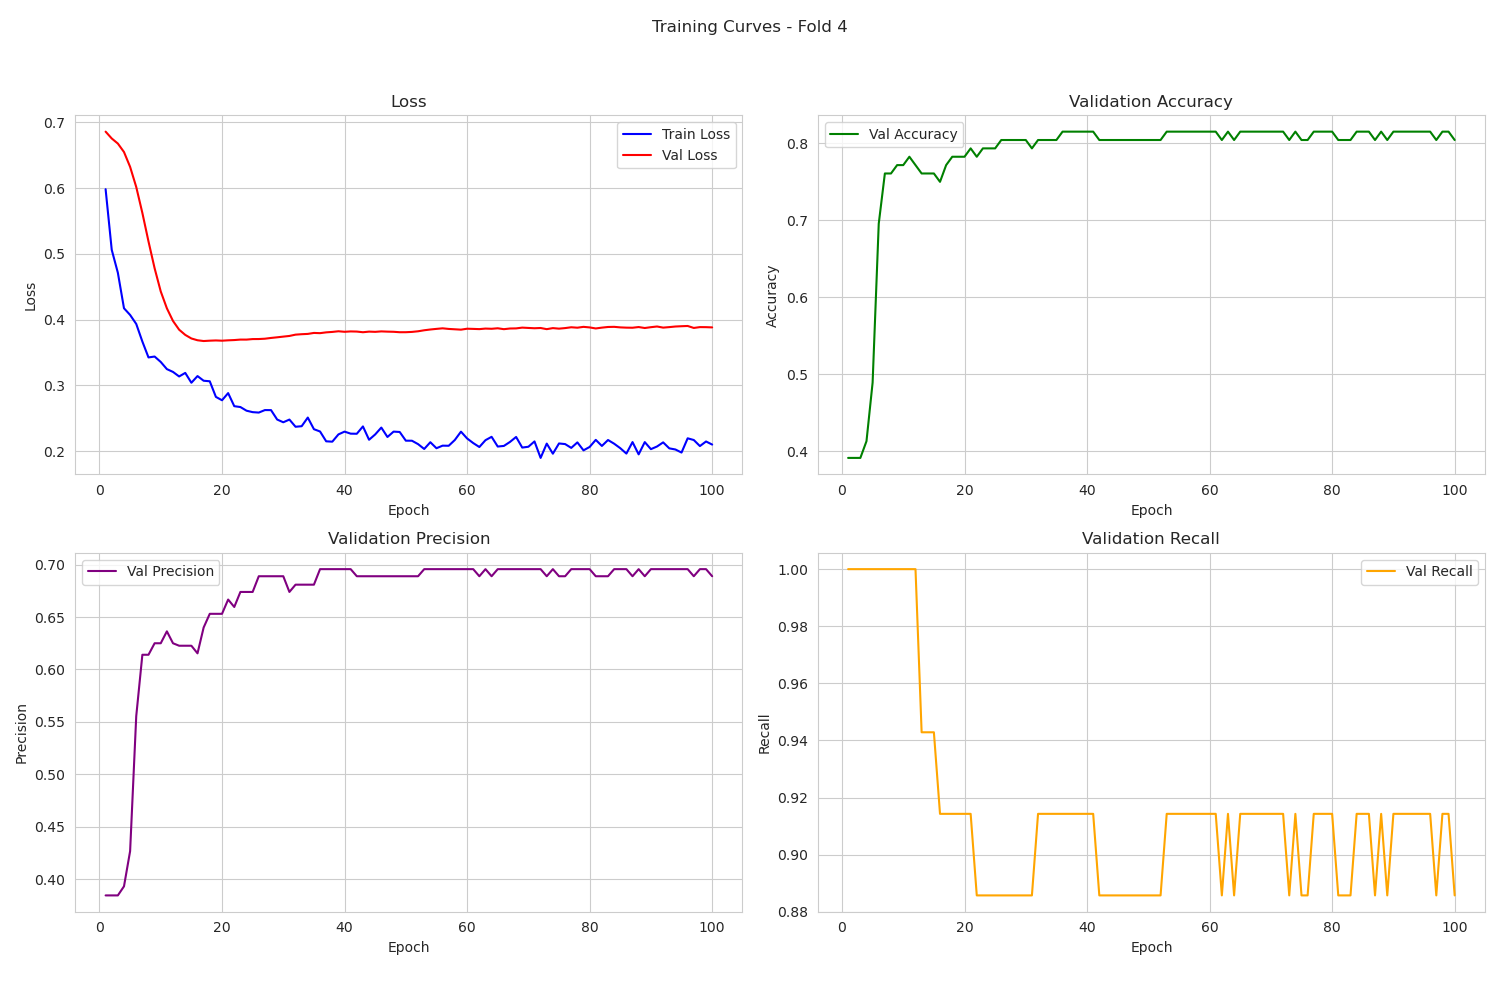 Training Curves - Fold 4
Loss
0.7
0.6
0.5
0.4
0.3
0.2
Loss
Train Loss
Val Loss
0 20 40 60 80 100
Epoch
Validation Accuracy
0.8
0.7
0.6
0.5
0.4
Accuracy
Val Accuracy
0 20 40 60 80 100
Epoch
Validation Precision
0.70
0.65
0.60
0.55
0.50
0.45
0.40
Precision
Val Precision
0 20 40 60 80 100
Epoch
Validation Recall
1.00
0.98
0.96
0.94
0.92
0.90
0.88
Recall
Val Recall
0 20 40 60 80 100
Epoch